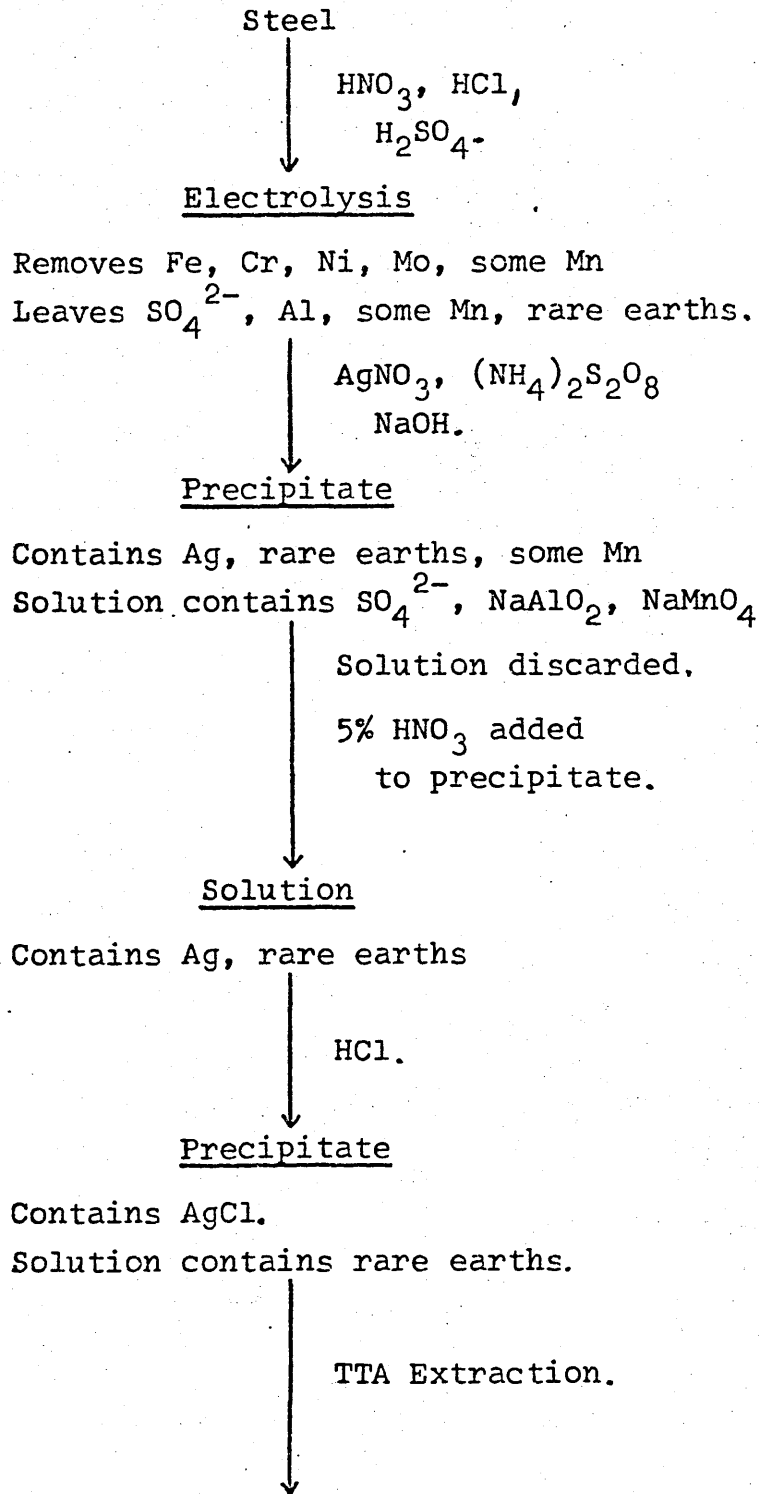 Steel
HNO3, HCl,
H2SO4.
Electrolysis
Removes Fe, Cr, Ni, Mo, some Mn
Leaves SO4^2-, Al, some Mn, rare earths.
AgNO3, (NH4)2S2O8
NaOH.
Precipitate
Contains Ag, rare earths, some Mn
Solution contains SO4^2-, NaAlO2, NaMnO4
Solution discarded.
5% HNO3 added
to precipitate.
Solution
Contains Ag, rare earths
HCl.
Precipitate
Contains AgCl.
Solution contains rare earths.
TTA Extraction.